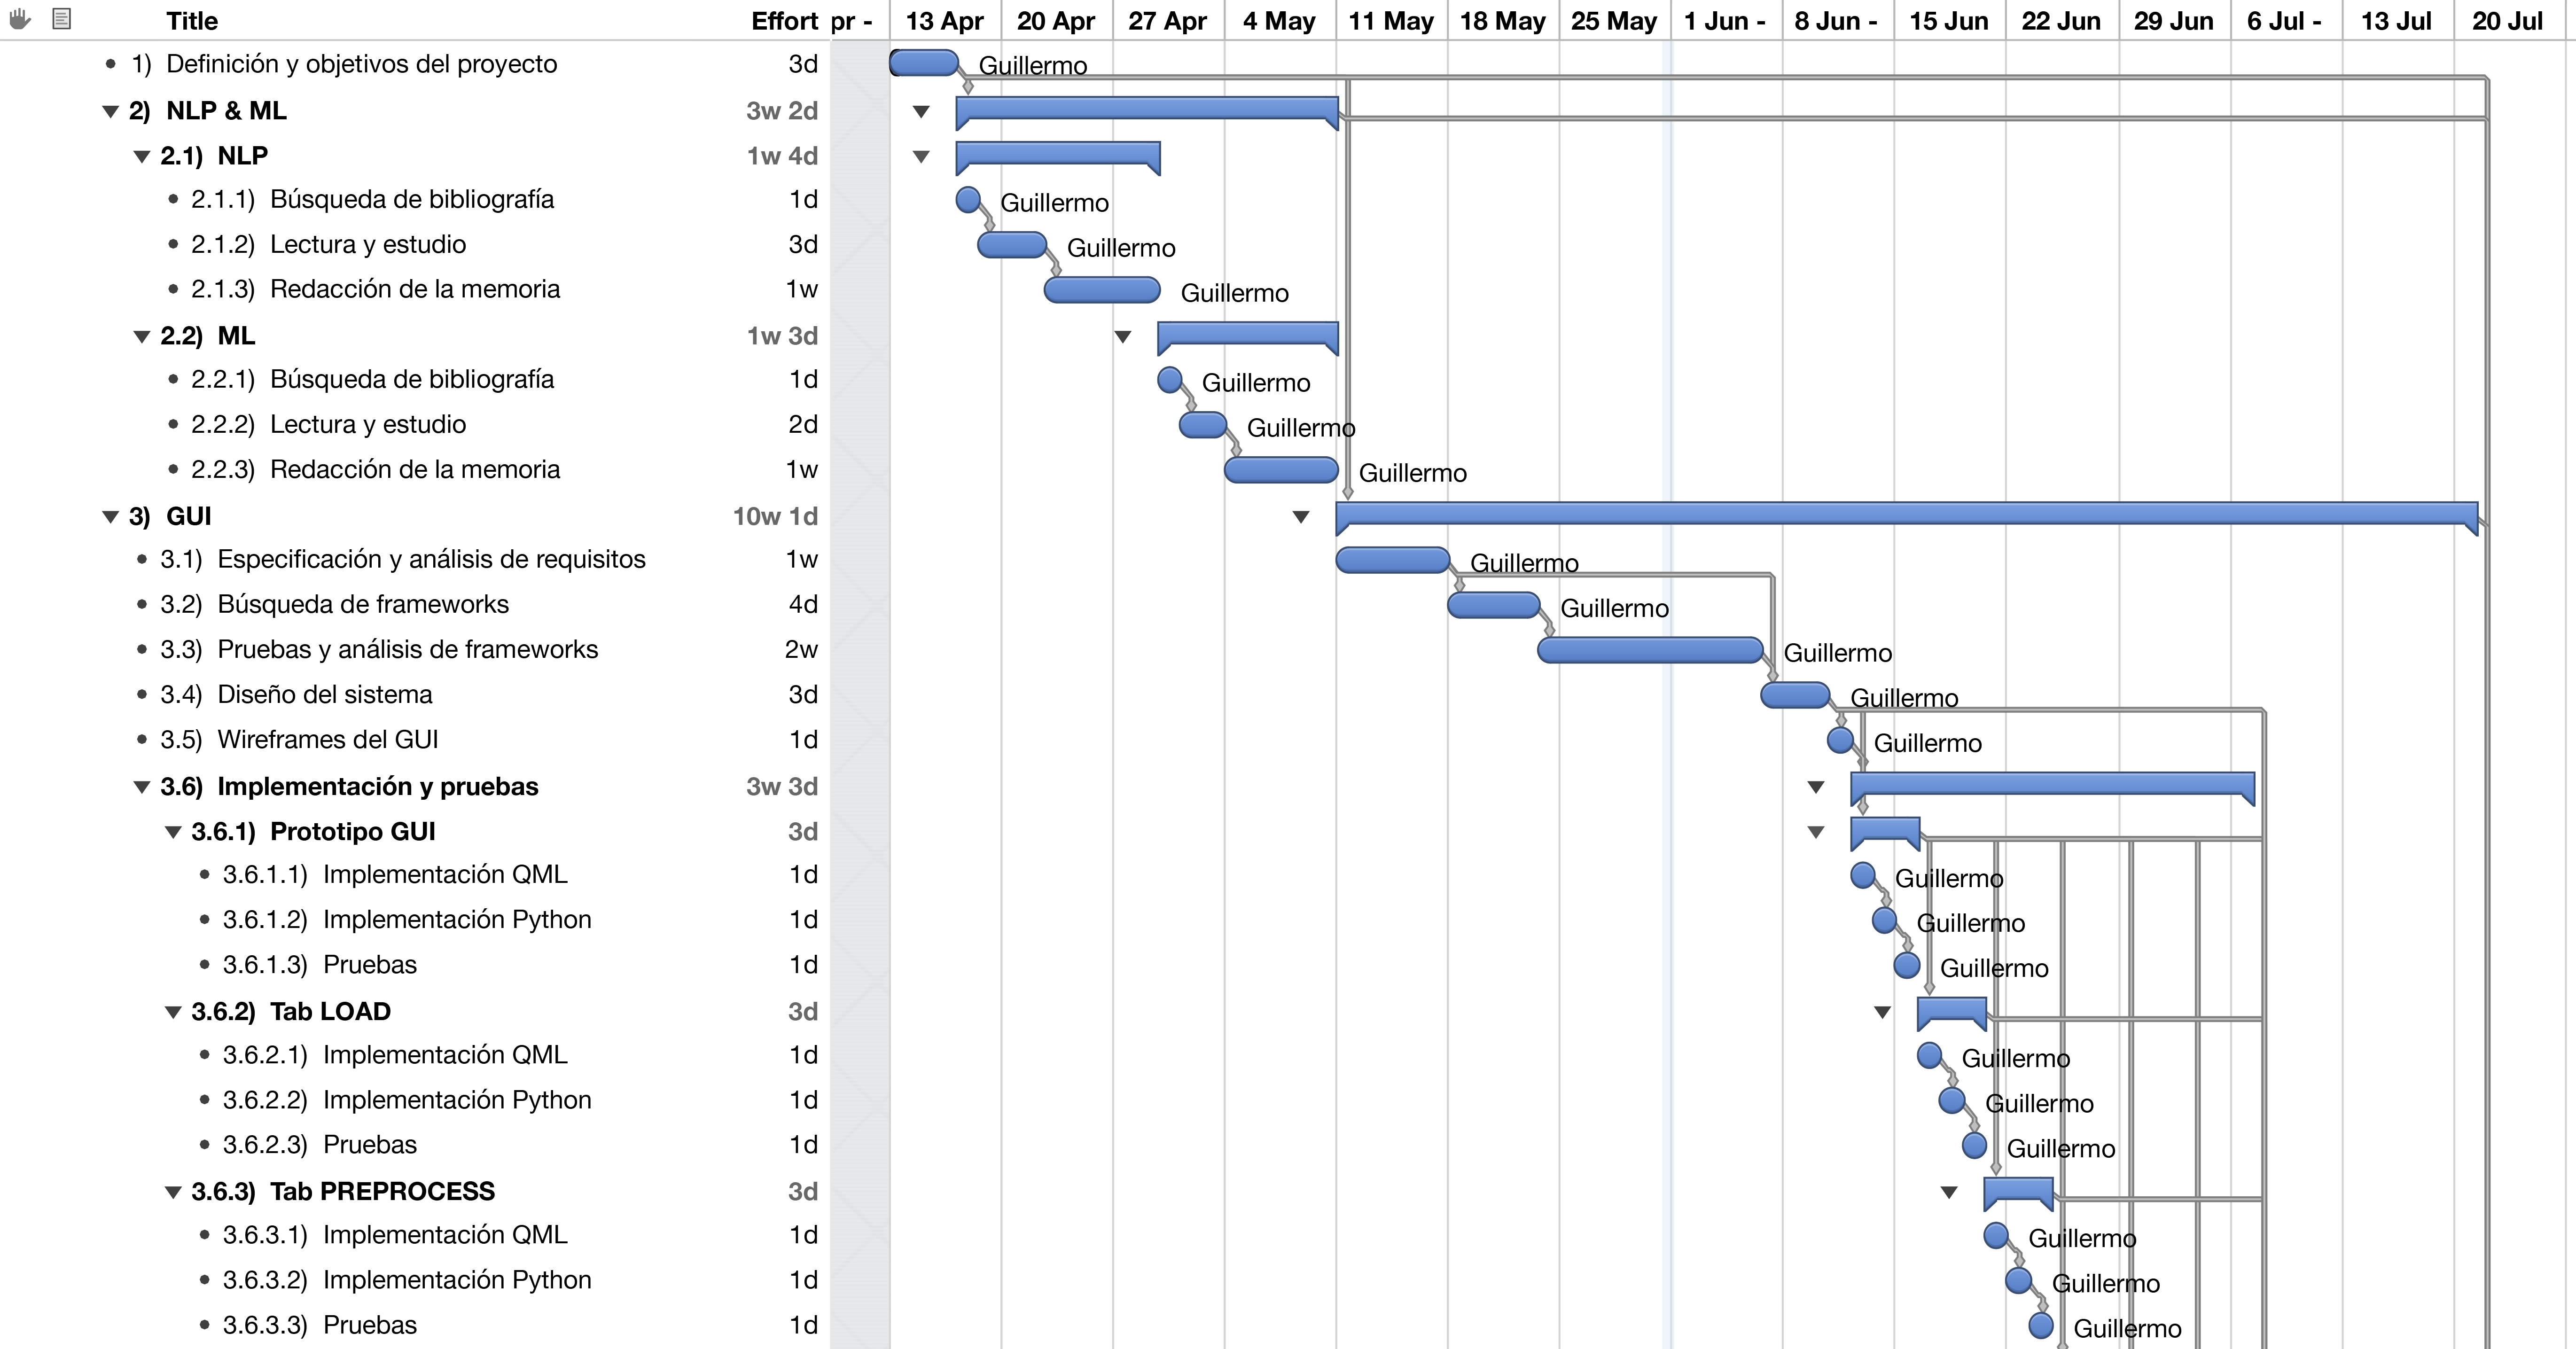 Title Effort pr - 13 Apr 20 Apr 27 Apr 4 May 11 May 18 May 25 May 1 Jun - 8 Jun - 15 Jun 22 Jun 29 Jun 6 Jul - 13 Jul 20 Jul
1) Definición y objetivos del proyecto 3d Guillermo
2) NLP & ML 3w 2d
2.1) NLP 1w 4d
2.1.1) Búsqueda de bibliografía 1d Guillermo
2.1.2) Lectura y estudio 3d Guillermo
2.1.3) Redacción de la memoria 1w Guillermo
2.2) ML 1w 3d
2.2.1) Búsqueda de bibliografía 1d Guillermo
2.2.2) Lectura y estudio 2d Guillermo
2.2.3) Redacción de la memoria 1w Guillermo
3) GUI 10w 1d
3.1) Especificación y análisis de requisitos 1w Guillermo
3.2) Búsqueda de frameworks 4d Guillermo
3.3) Pruebas y análisis de frameworks 2w Guillermo
3.4) Diseño del sistema 3d Guillermo
3.5) Wireframes del GUI 1d Guillermo
3.6) Implementación y pruebas 3w 3d
3.6.1) Prototipo GUI 3d
3.6.1.1) Implementación QML 1d Guillermo
3.6.1.2) Implementación Python 1d Guillermo
3.6.1.3) Pruebas 1d Guillermo
3.6.2) Tab LOAD 3d
3.6.2.1) Implementación QML 1d Guillermo
3.6.2.2) Implementación Python 1d Guillermo
3.6.2.3) Pruebas 1d Guillermo
3.6.3) Tab PREPROCESS 3d
3.6.3.1) Implementación QML 1d Guillermo
3.6.3.2) Implementación Python 1d Guillermo
3.6.3.3) Pruebas 1d Guillermo